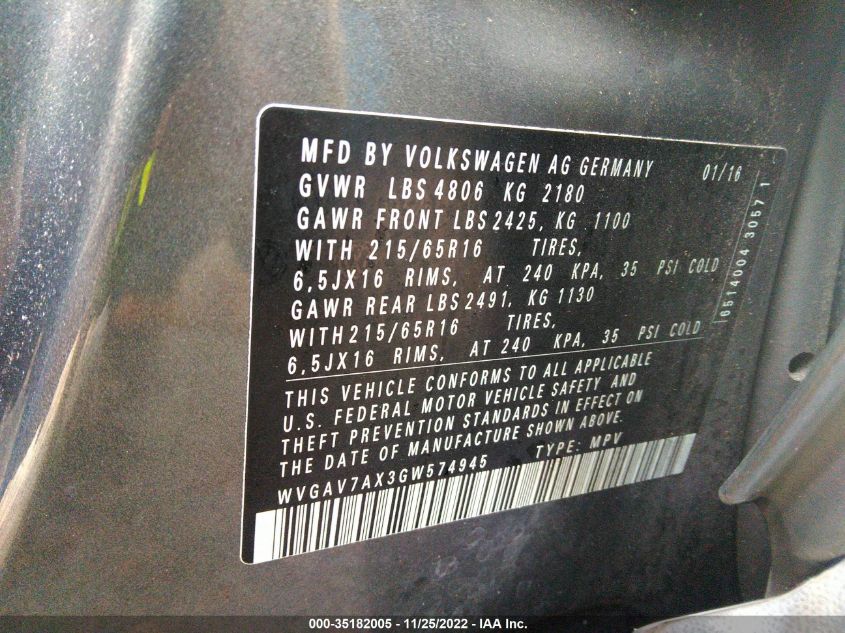 MFD BY VOLKSWAGEN AG GERMANY 01/16
GVWR LBS 4806 KG 2180
GAWR FRONT LBS 2425, KG 1100
WITH 215/65R16 TIRES,
6,5JX16 RIMS, AT 240 KPA, 35 PSI COLD
GAWR REAR LBS 2491, KG 1130
WITH 215/65R16 TIRES,
6,5JX16 RIMS, AT 240 KPA, 35 PSI COLD
THIS VEHICLE CONFORMS TO ALL APPLICABLE
U.S. FEDERAL MOTOR VEHICLE SAFETY AND
THEFT PREVENTION STANDARDS IN EFFECT ON
THE DATE OF MANUFACTURE SHOWN ABOVE.
WVGAV7AX3GW574945 TYPE: MPV
6514004 3057 1
000-35182005 - 11/25/2022 - IAA Inc.